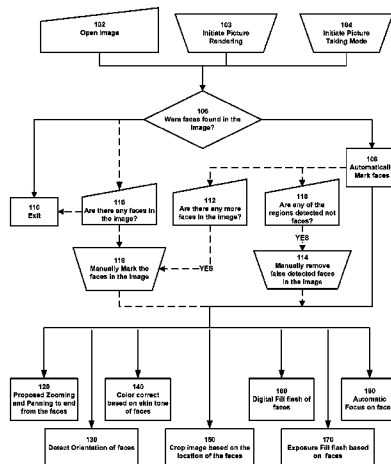 102
Open Image
103
Initiate Picture
Rendering
104
Initiate Picture
Taking Mode
106
Were faces found in the
Image?
108
Automatically
Mark faces
110
Exit
116
Are there any faces in
the image?
112
Are there any more
faces in the image?
110
Are any of the
regions detected not
faces?
YES
YES
118
Manually Mark the
faces in the image
114
Manually remove
false detected faces
in the image
120
Proposed Zooming
and Panning to and
from the faces
140
Color correct
based on skin tone
of faces
160
Digital Fill flash of
faces
180
Automatic
Focus on face
130
Detect Orientation of faces
150
Crop image based on the
location of the faces
170
Exposure Fill flash based
on faces